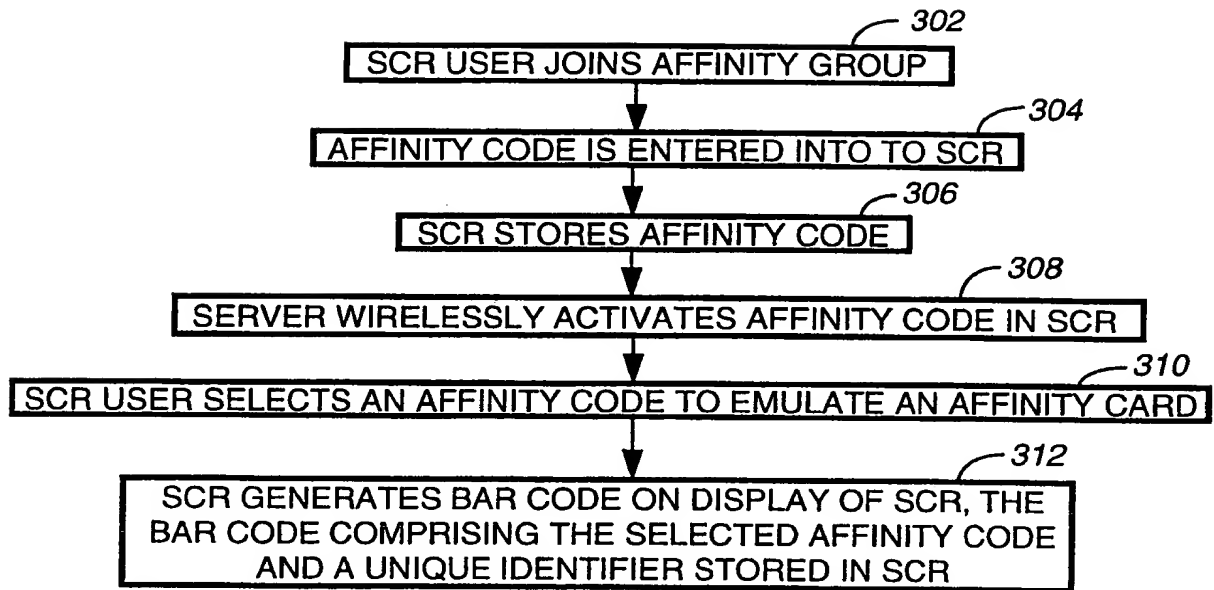 302
SCR USER JOINS AFFINITY GROUP
304
AFFINITY CODE IS ENTERED INTO TO SCR
306
SCR STORES AFFINITY CODE
308
SERVER WIRELESSLY ACTIVATES AFFINITY CODE IN SCR
310
SCR USER SELECTS AN AFFINITY CODE TO EMULATE AN AFFINITY CARD
312
SCR GENERATES BAR CODE ON DISPLAY OF SCR, THE
BAR CODE COMPRISING THE SELECTED AFFINITY CODE
AND A UNIQUE IDENTIFIER STORED IN SCR